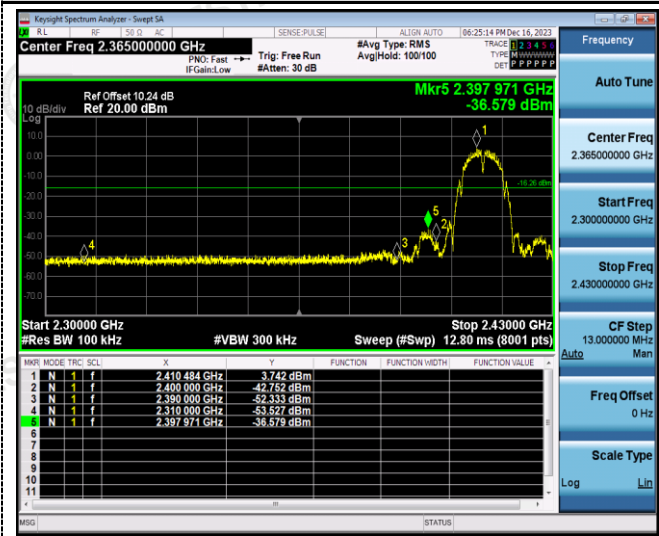 Keysight Spectrum Analyzer - Swept SA
RL RF 50 Ω AC SENSE:PULSE ALIGN AUTO 06:25:14 PM Dec 16, 2023
Center Freq 2.365000000 GHz
PNO: Fast
IFGain:Low
Trig: Free Run
#Atten: 30 dB
#Avg Type: RMS
Avg|Hold: 100/100
TRACE 1 2 3 4 5 6
TYPE M W W W W W
DET P P P P P P
Frequency
Mkr5 2.397 971 GHz
-36.579 dBm
Ref Offset 10.24 dB
10 dB/div Ref 20.00 dBm
Log
10.0
0.00
-10.0
-20.0
-30.0
-40.0
-50.0
-60.0
-70.0
1
2
3
4
5
Start 2.30000 GHz Stop 2.43000 GHz
#Res BW 100 kHz #VBW 300 kHz Sweep (#Swp) 12.80 ms (8001 pts)
MKR MODE TRC SCL X Y FUNCTION FUNCTION WIDTH FUNCTION VALUE
1 N 1 f 2.410 484 GHz 3.742 dBm
2 N 1 f 2.400 000 GHz -42.752 dBm
3 N 1 f 2.390 000 GHz -52.333 dBm
4 N 1 f 2.310 000 GHz -53.527 dBm
5 N 1 f 2.397 971 GHz -36.579 dBm
6
7
8
9
10
11
MSG STATUS
Auto Tune
Center Freq
2.365000000 GHz
Start Freq
2.300000000 GHz
Stop Freq
2.430000000 GHz
CF Step
13.000000 MHz
Auto Man
Freq Offset
0 Hz
Scale Type
Log Lin